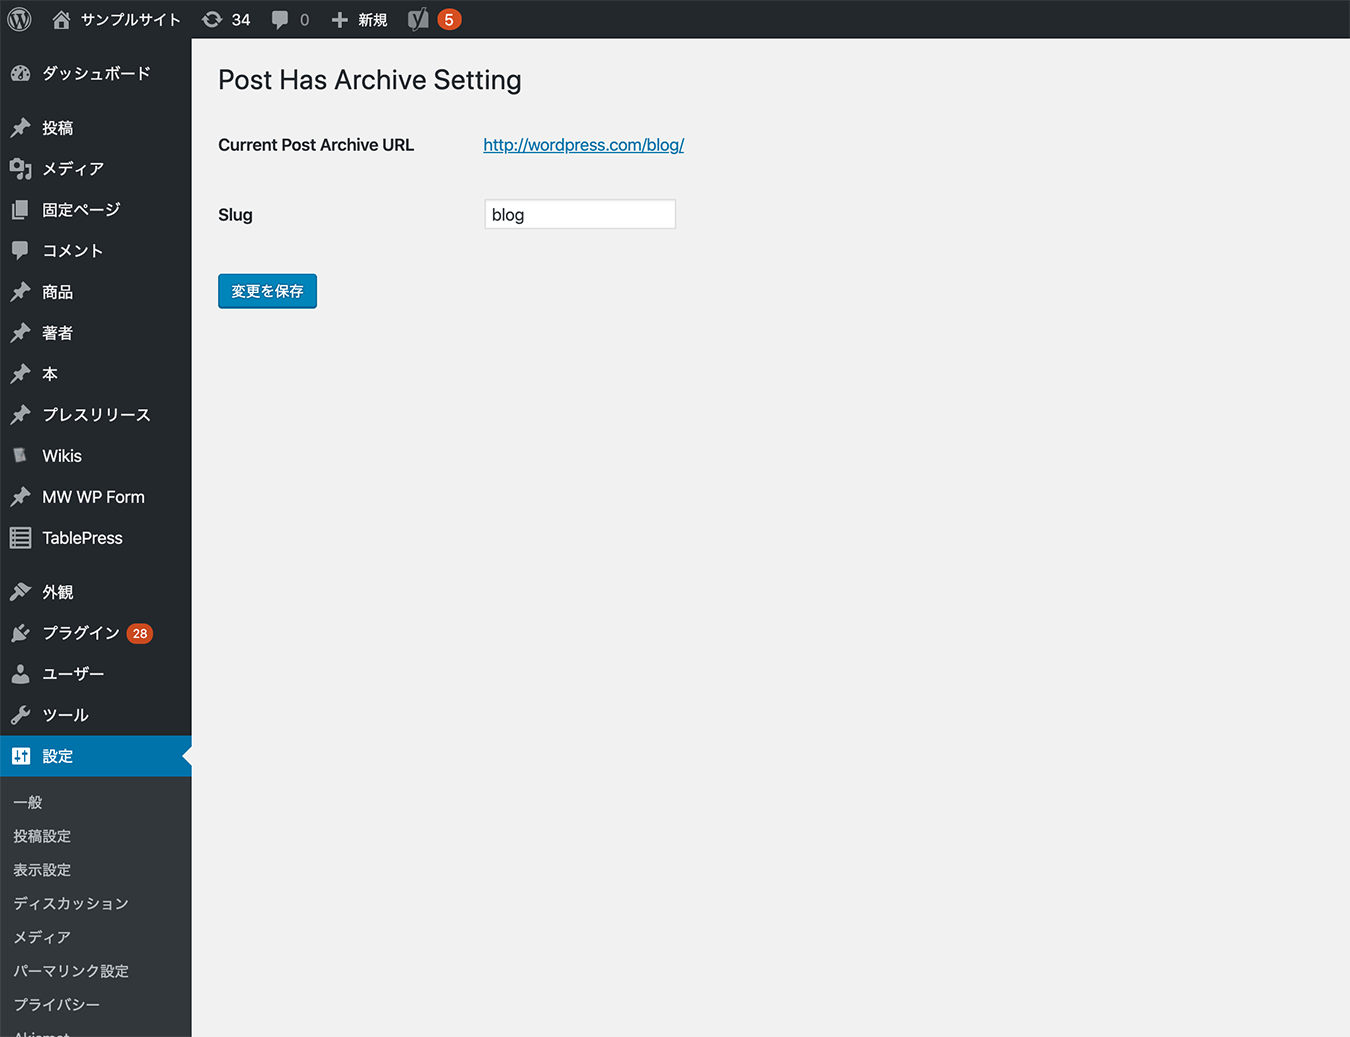 サンプルサイト 34 0 新規 5
ダッシュボード
投稿
メディア
固定ページ
コメント
商品
著者
本
プレスリリース
Wikis
MW WP Form
TablePress
外観
プラグイン 28
ユーザー
ツール
設定
一般
投稿設定
表示設定
ディスカッション
メディア
パーマリンク設定
プライバシー
Akismet
Post Has Archive Setting
Current Post Archive URL http://wordpress.com/blog/
Slug blog
変更を保存